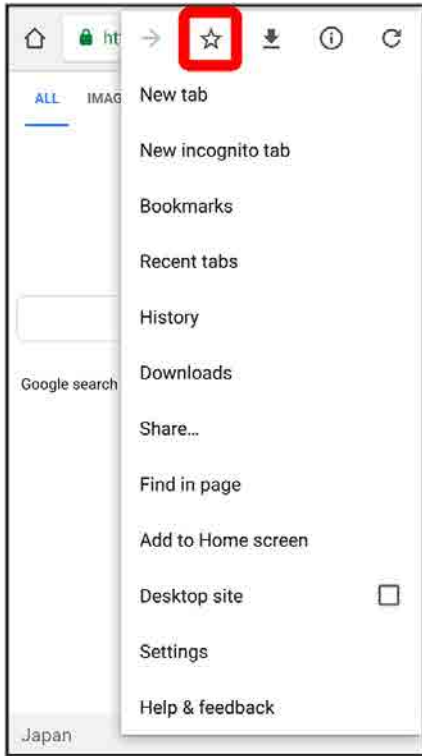 ht
ALL IMAG
New tab
New incognito tab
Bookmarks
Recent tabs
History
Google search
Downloads
Share...
Find in page
Add to Home screen
Desktop site
Settings
Help & feedback
Japan